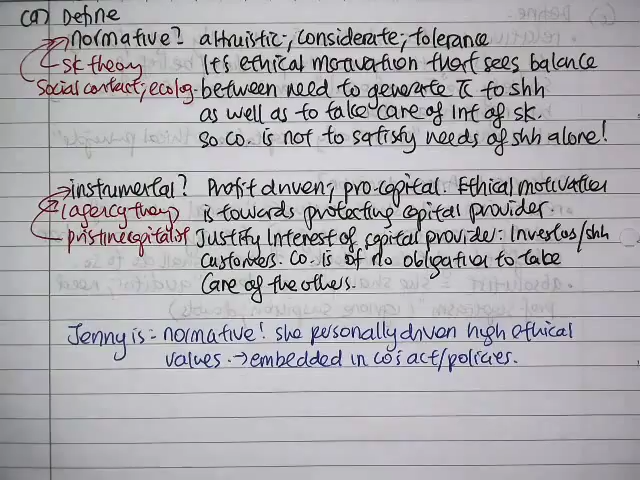 (a) Define
normative? altruistic, considerate, tolerance
sk theory It's ethical motivation that sees balance
Social contact; ecolog- between need to generate π to shh
as well as to take care of int of sk.
so co. is not to satisfy needs of shh alone!
instrumental? Profit driven, pro-capital. Ethical motivation
agency theory is towards protecting capital provider.
pristine capitalist Justify Interest of capital provider: Investos/shh
customers. Co. is of no obligation to take
care of the others.
Jenny is = normative! she personally driven high ethical
values. → embedded in co's act/policies.